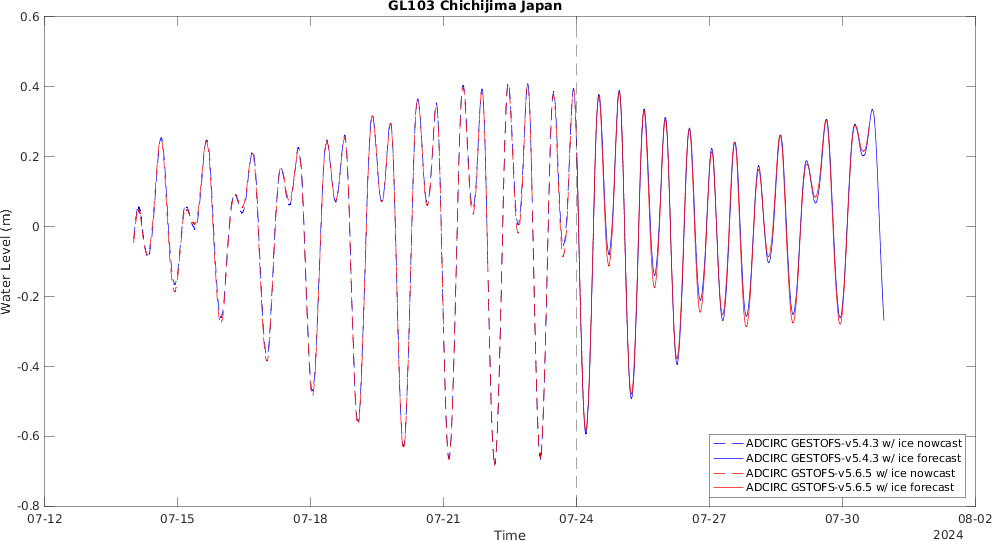 GL103 Chichijima Japan
0.6
0.4
0.2
0
-0.2
-0.4
-0.6
-0.8
Water Level (m)
ADCIRC GESTOFS-v5.4.3 w/ ice nowcast
ADCIRC GESTOFS-v5.4.3 w/ ice forecast
ADCIRC GSTOFS-v5.6.5 w/ ice nowcast
ADCIRC GSTOFS-v5.6.5 w/ ice forecast
07-12 07-15 07-18 07-21 07-24 07-27 07-30 08-02
Time
2024